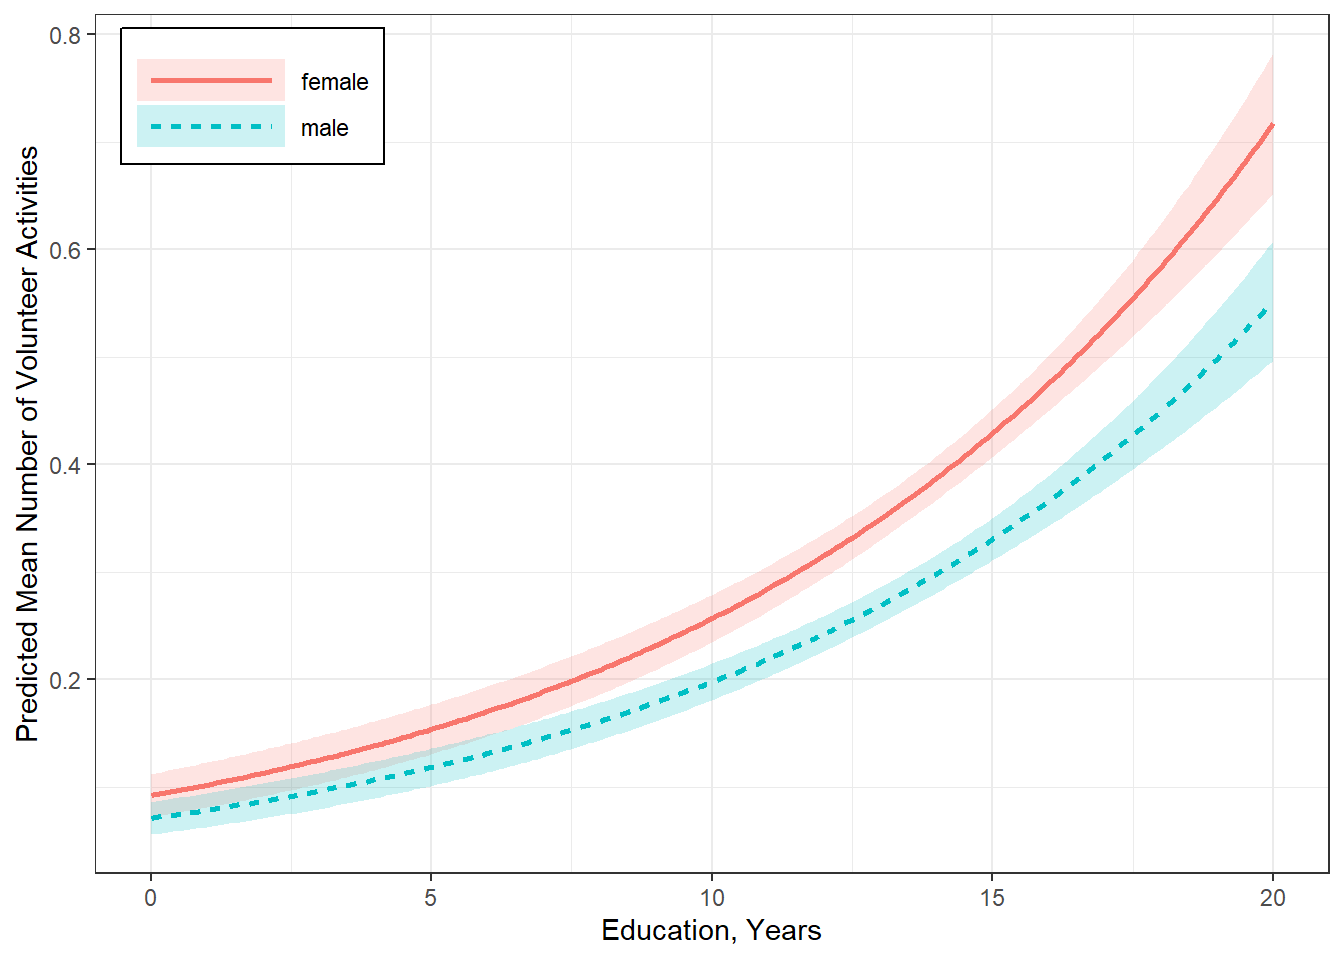 female
male
Predicted Mean Number of Volunteer Activities
0.8
0.6
0.4
0.2
0 5 10 15 20
Education, Years